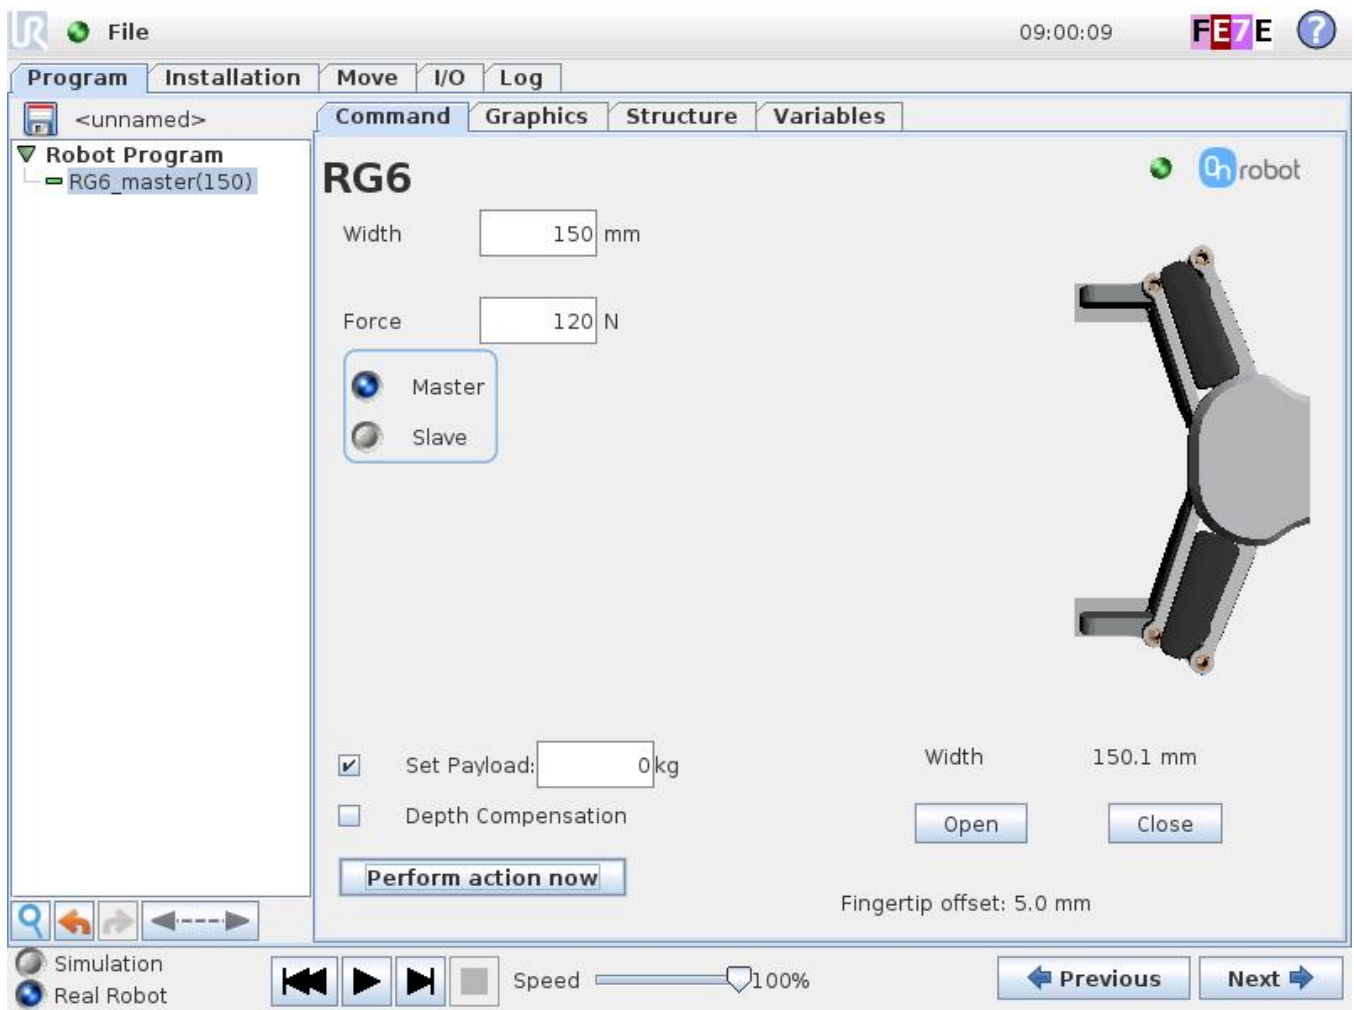 UR File 09:00:09 FE7E ?
Program Installation Move I/O Log
<unnamed> Command Graphics Structure Variables
Robot Program
RG6_master(150)
RG6
On robot
Width 150 mm
Force 120 N
Master
Slave
Set Payload: 0 kg
Width 150.1 mm
Depth Compensation
Open Close
Perform action now
Fingertip offset: 5.0 mm
Simulation
Real Robot
Speed 100%
Previous Next